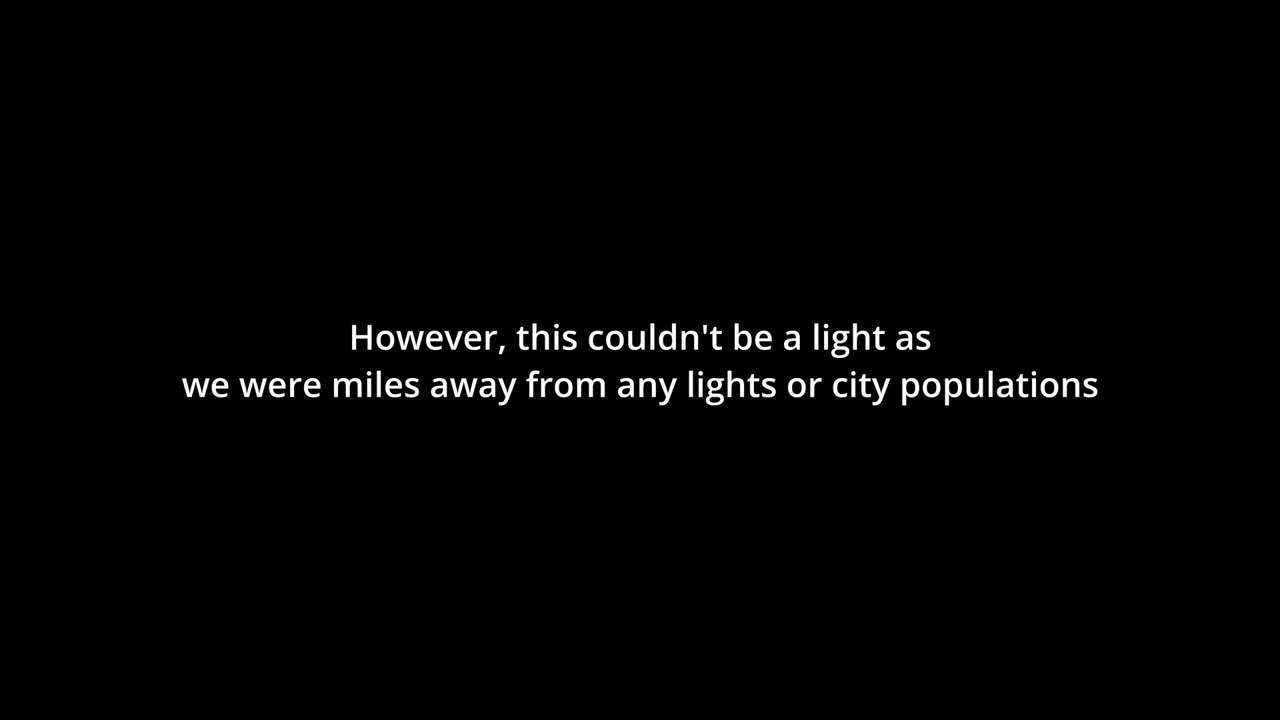 However, this couldn't be a light as
we were miles away from any lights or city populations